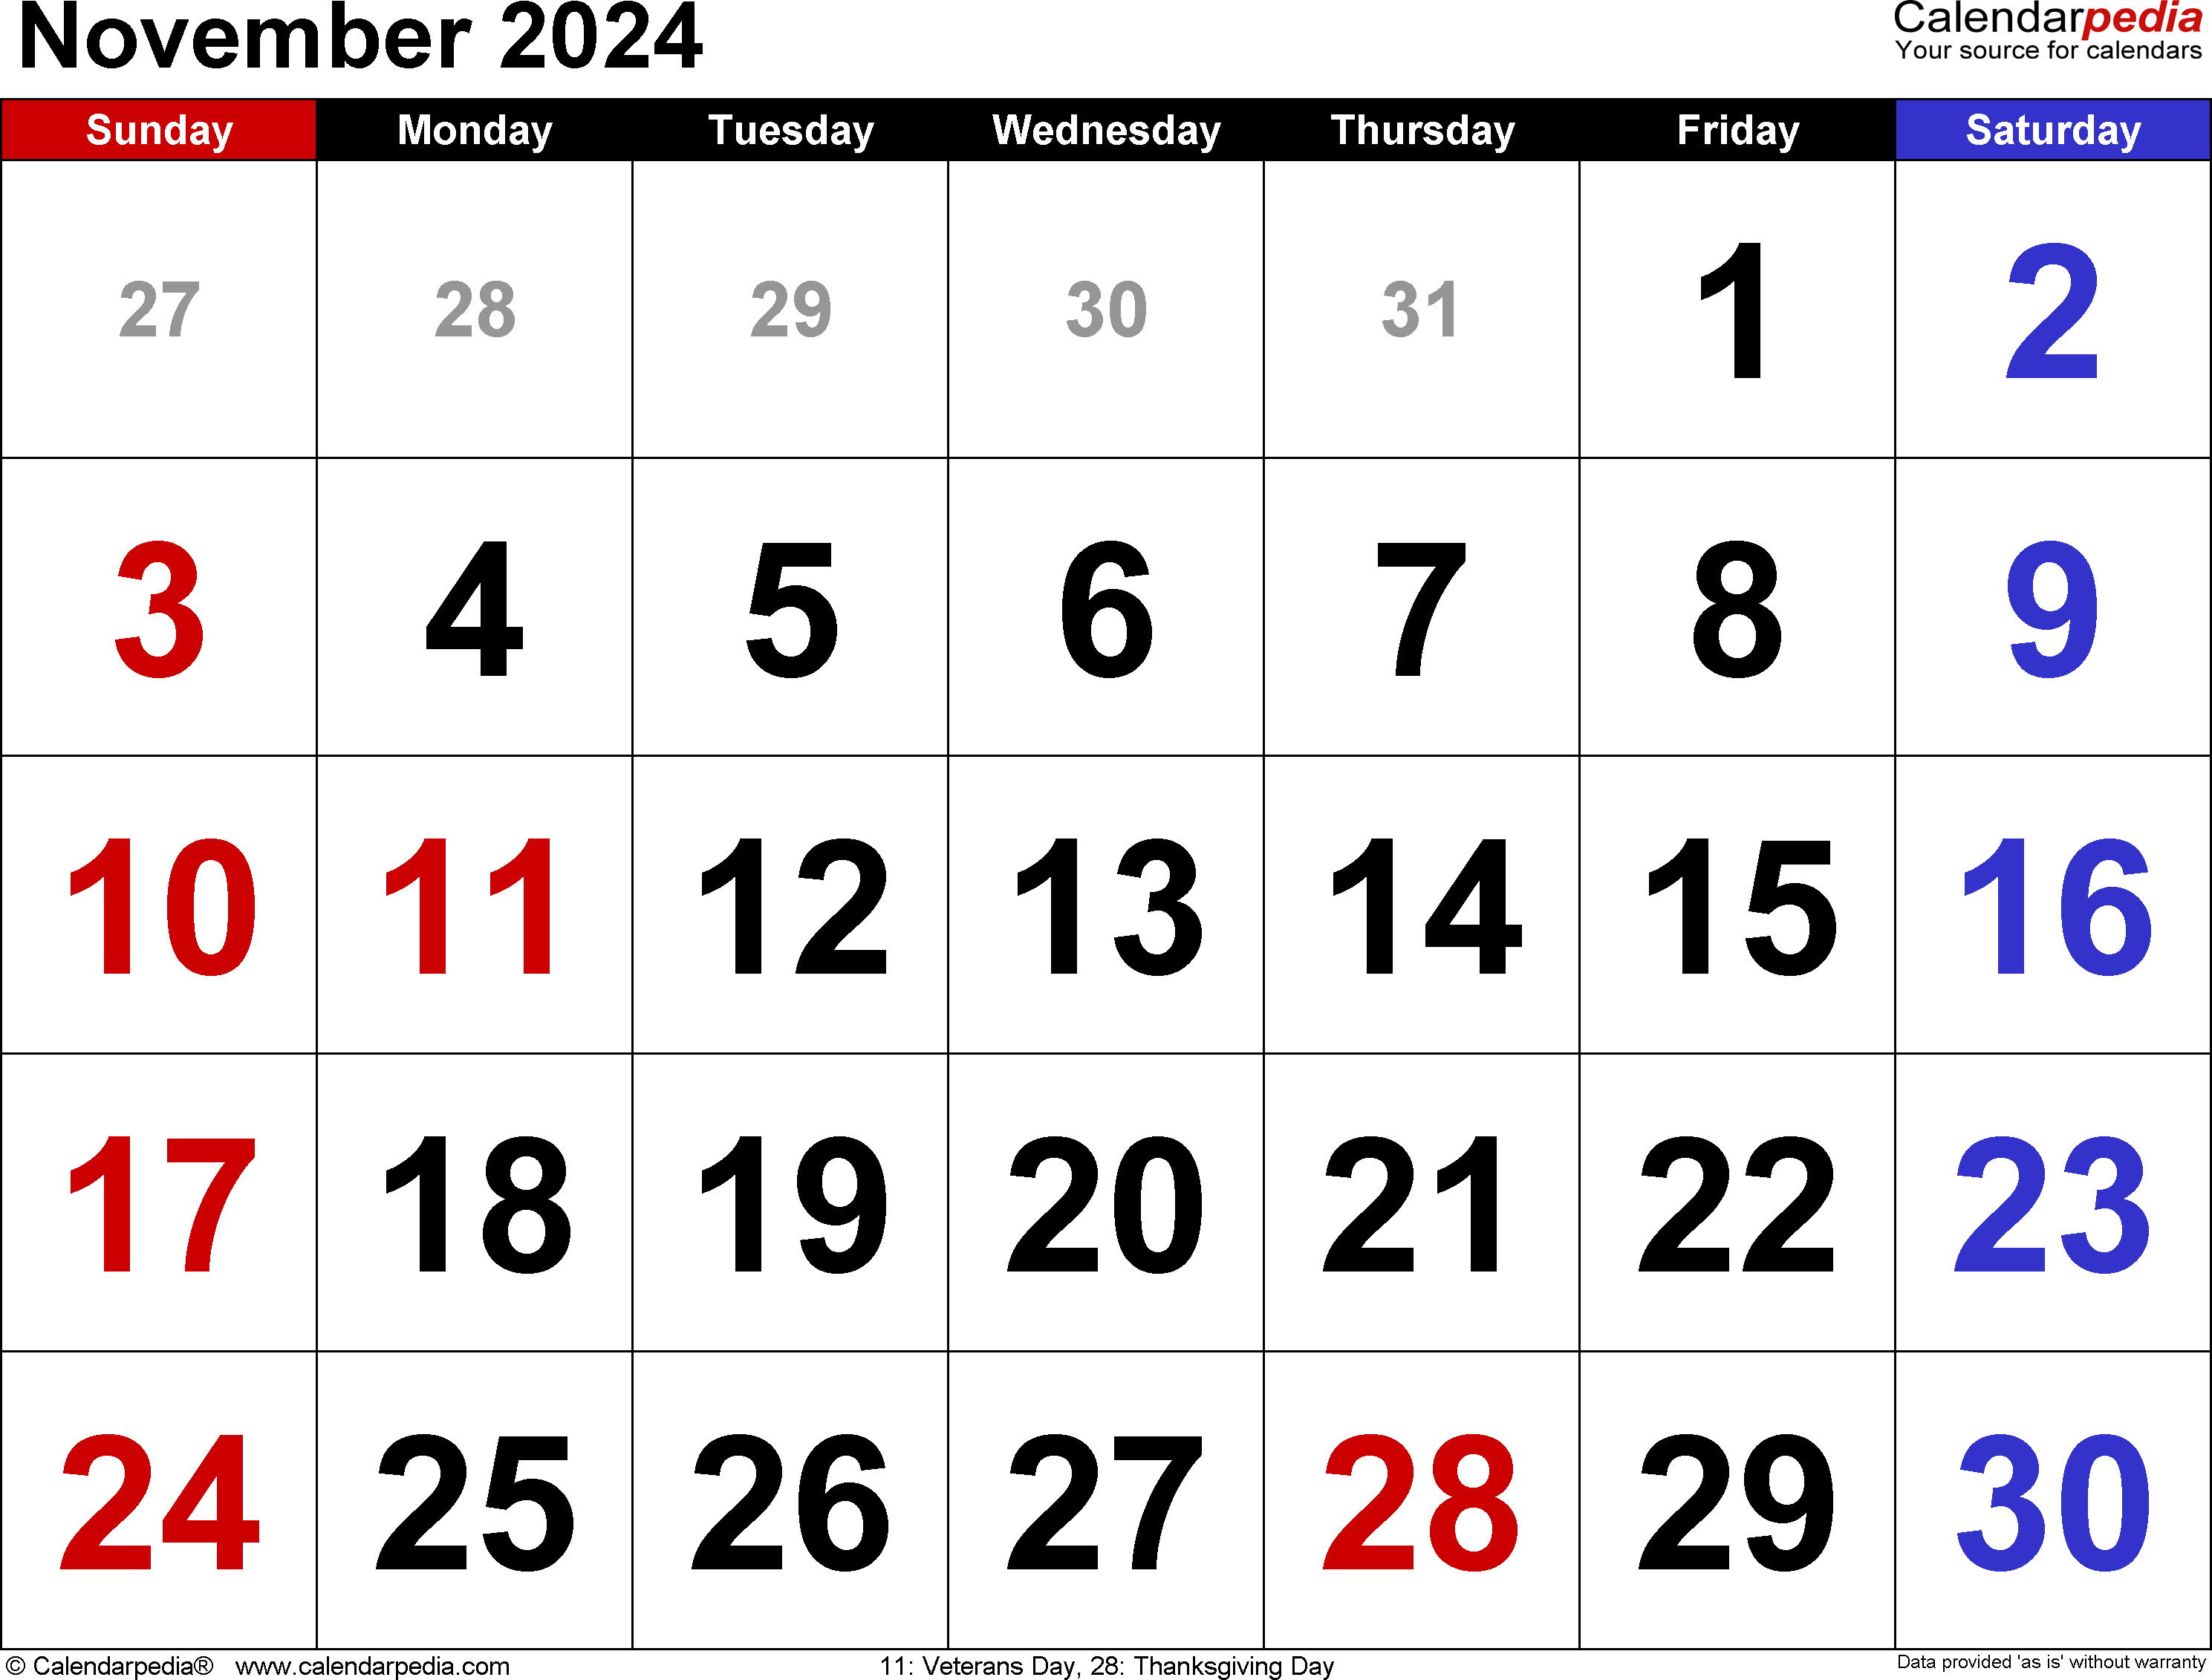 November 2024
Calendarpedia
Your source for calendars
Sunday Monday Tuesday Wednesday Thursday Friday Saturday
27 28 29 30 31 1 2
3 4 5 6 7 8 9
10 11 12 13 14 15 16
17 18 19 20 21 22 23
24 25 26 27 28 29 30
© Calendarpedia® www.calendarpedia.com 11: Veterans Day, 28: Thanksgiving Day Data provided 'as is' without warranty